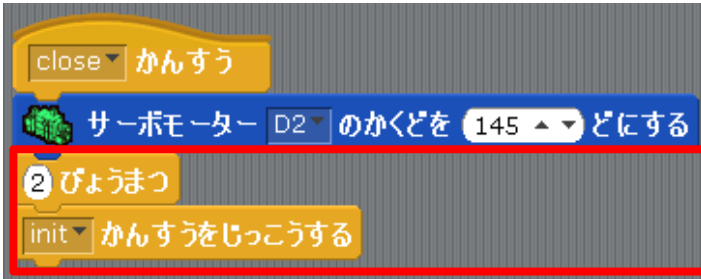 close かんすう
サーボモーター D2 のかくどを 145 どにする
2 びょうまつ
init かんすうをじっこうする